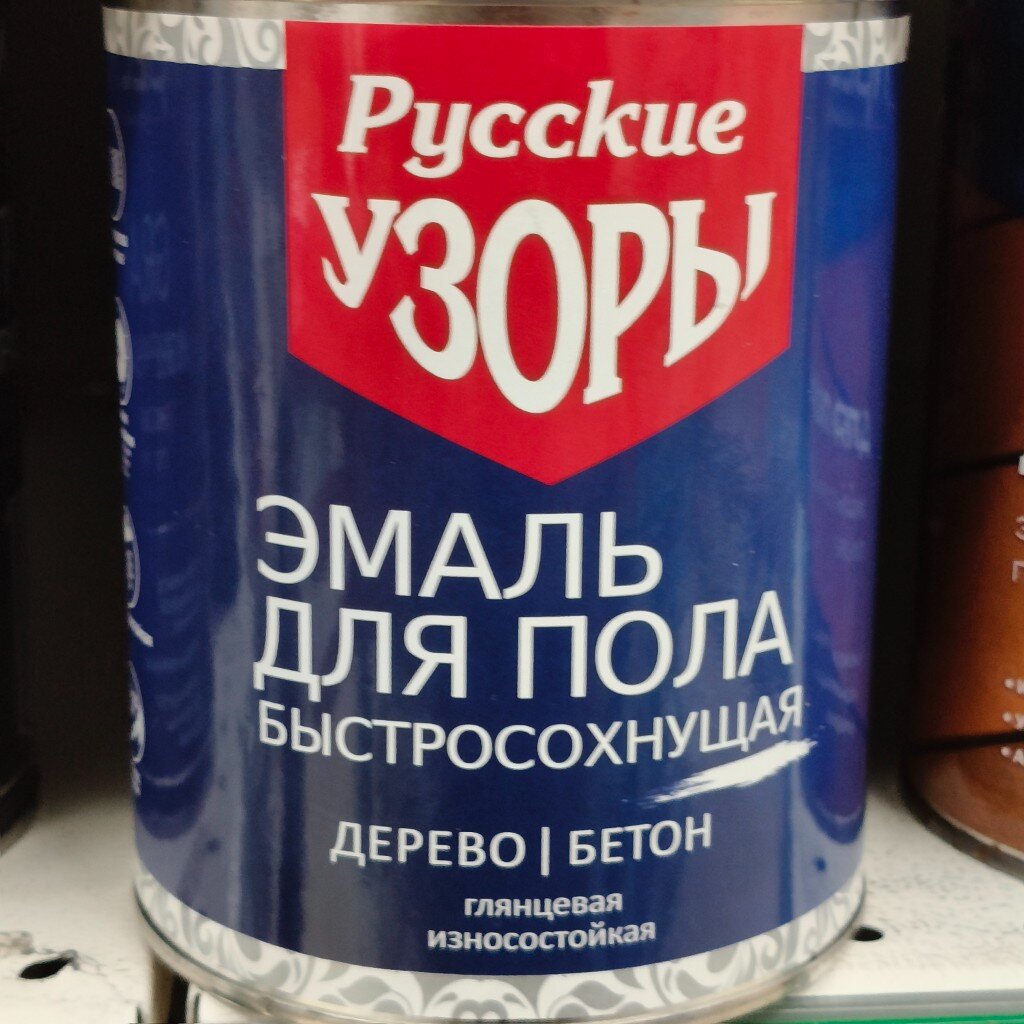 Русские
УЗОРЫ
ЭМАЛЬ
ДЛЯ ПОЛА
БЫСТРОСОХНУЩАЯ
ДЕРЕВО | БЕТОН
глянцевая
износостойкая